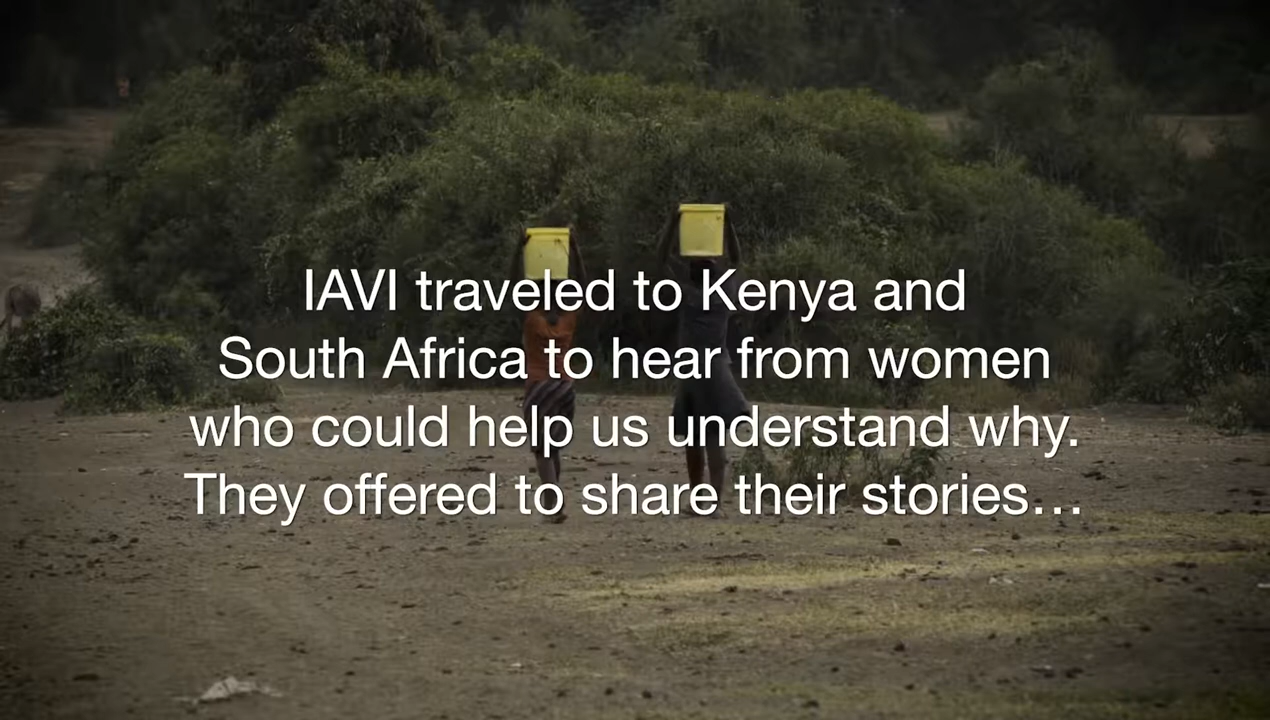 IAVI traveled to Kenya and
South Africa to hear from women
who could help us understand why.
They offered to share their stories…